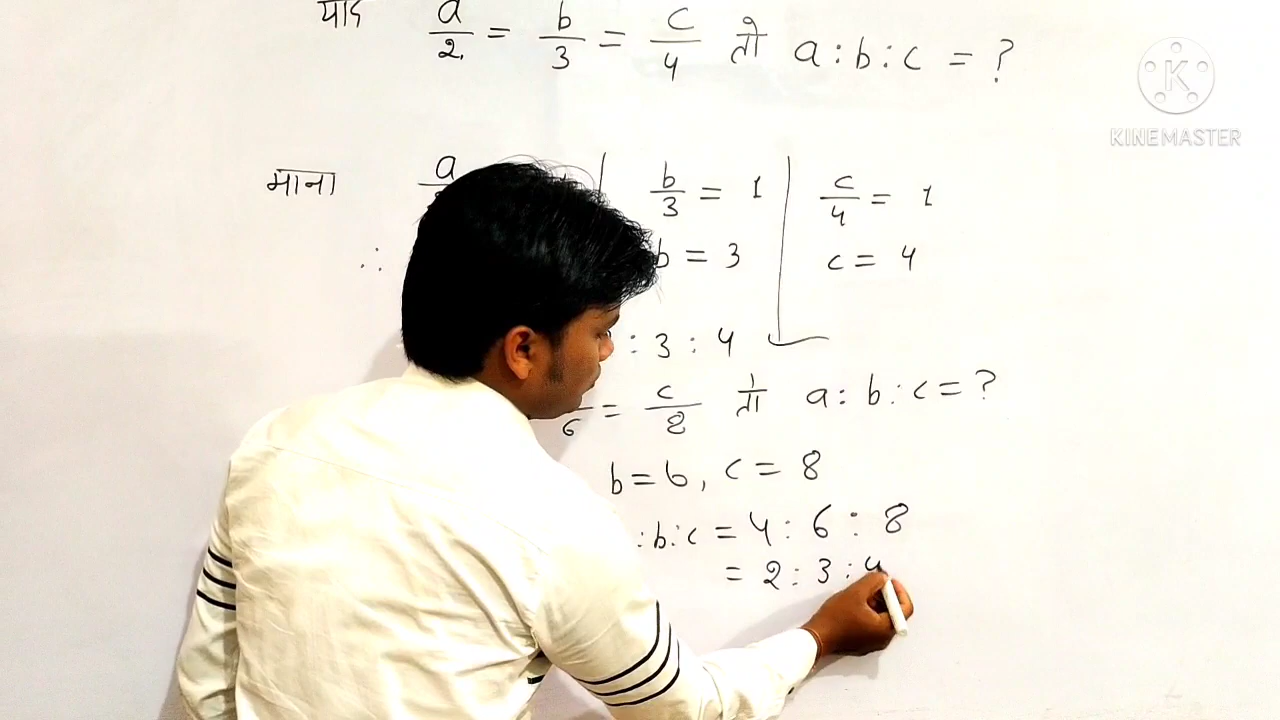 यदि a/2 = b/3 = c/4 तो a : b : c = ?
K
KINEMASTER
माना a b/3 = 1 c/4 = 1
∴ b = 3 c = 4
: 3 : 4
6 = c/8 तो a : b : c = ?
b = 6, c = 8
: b : c = 4 : 6 : 8
= 2 : 3 : 4